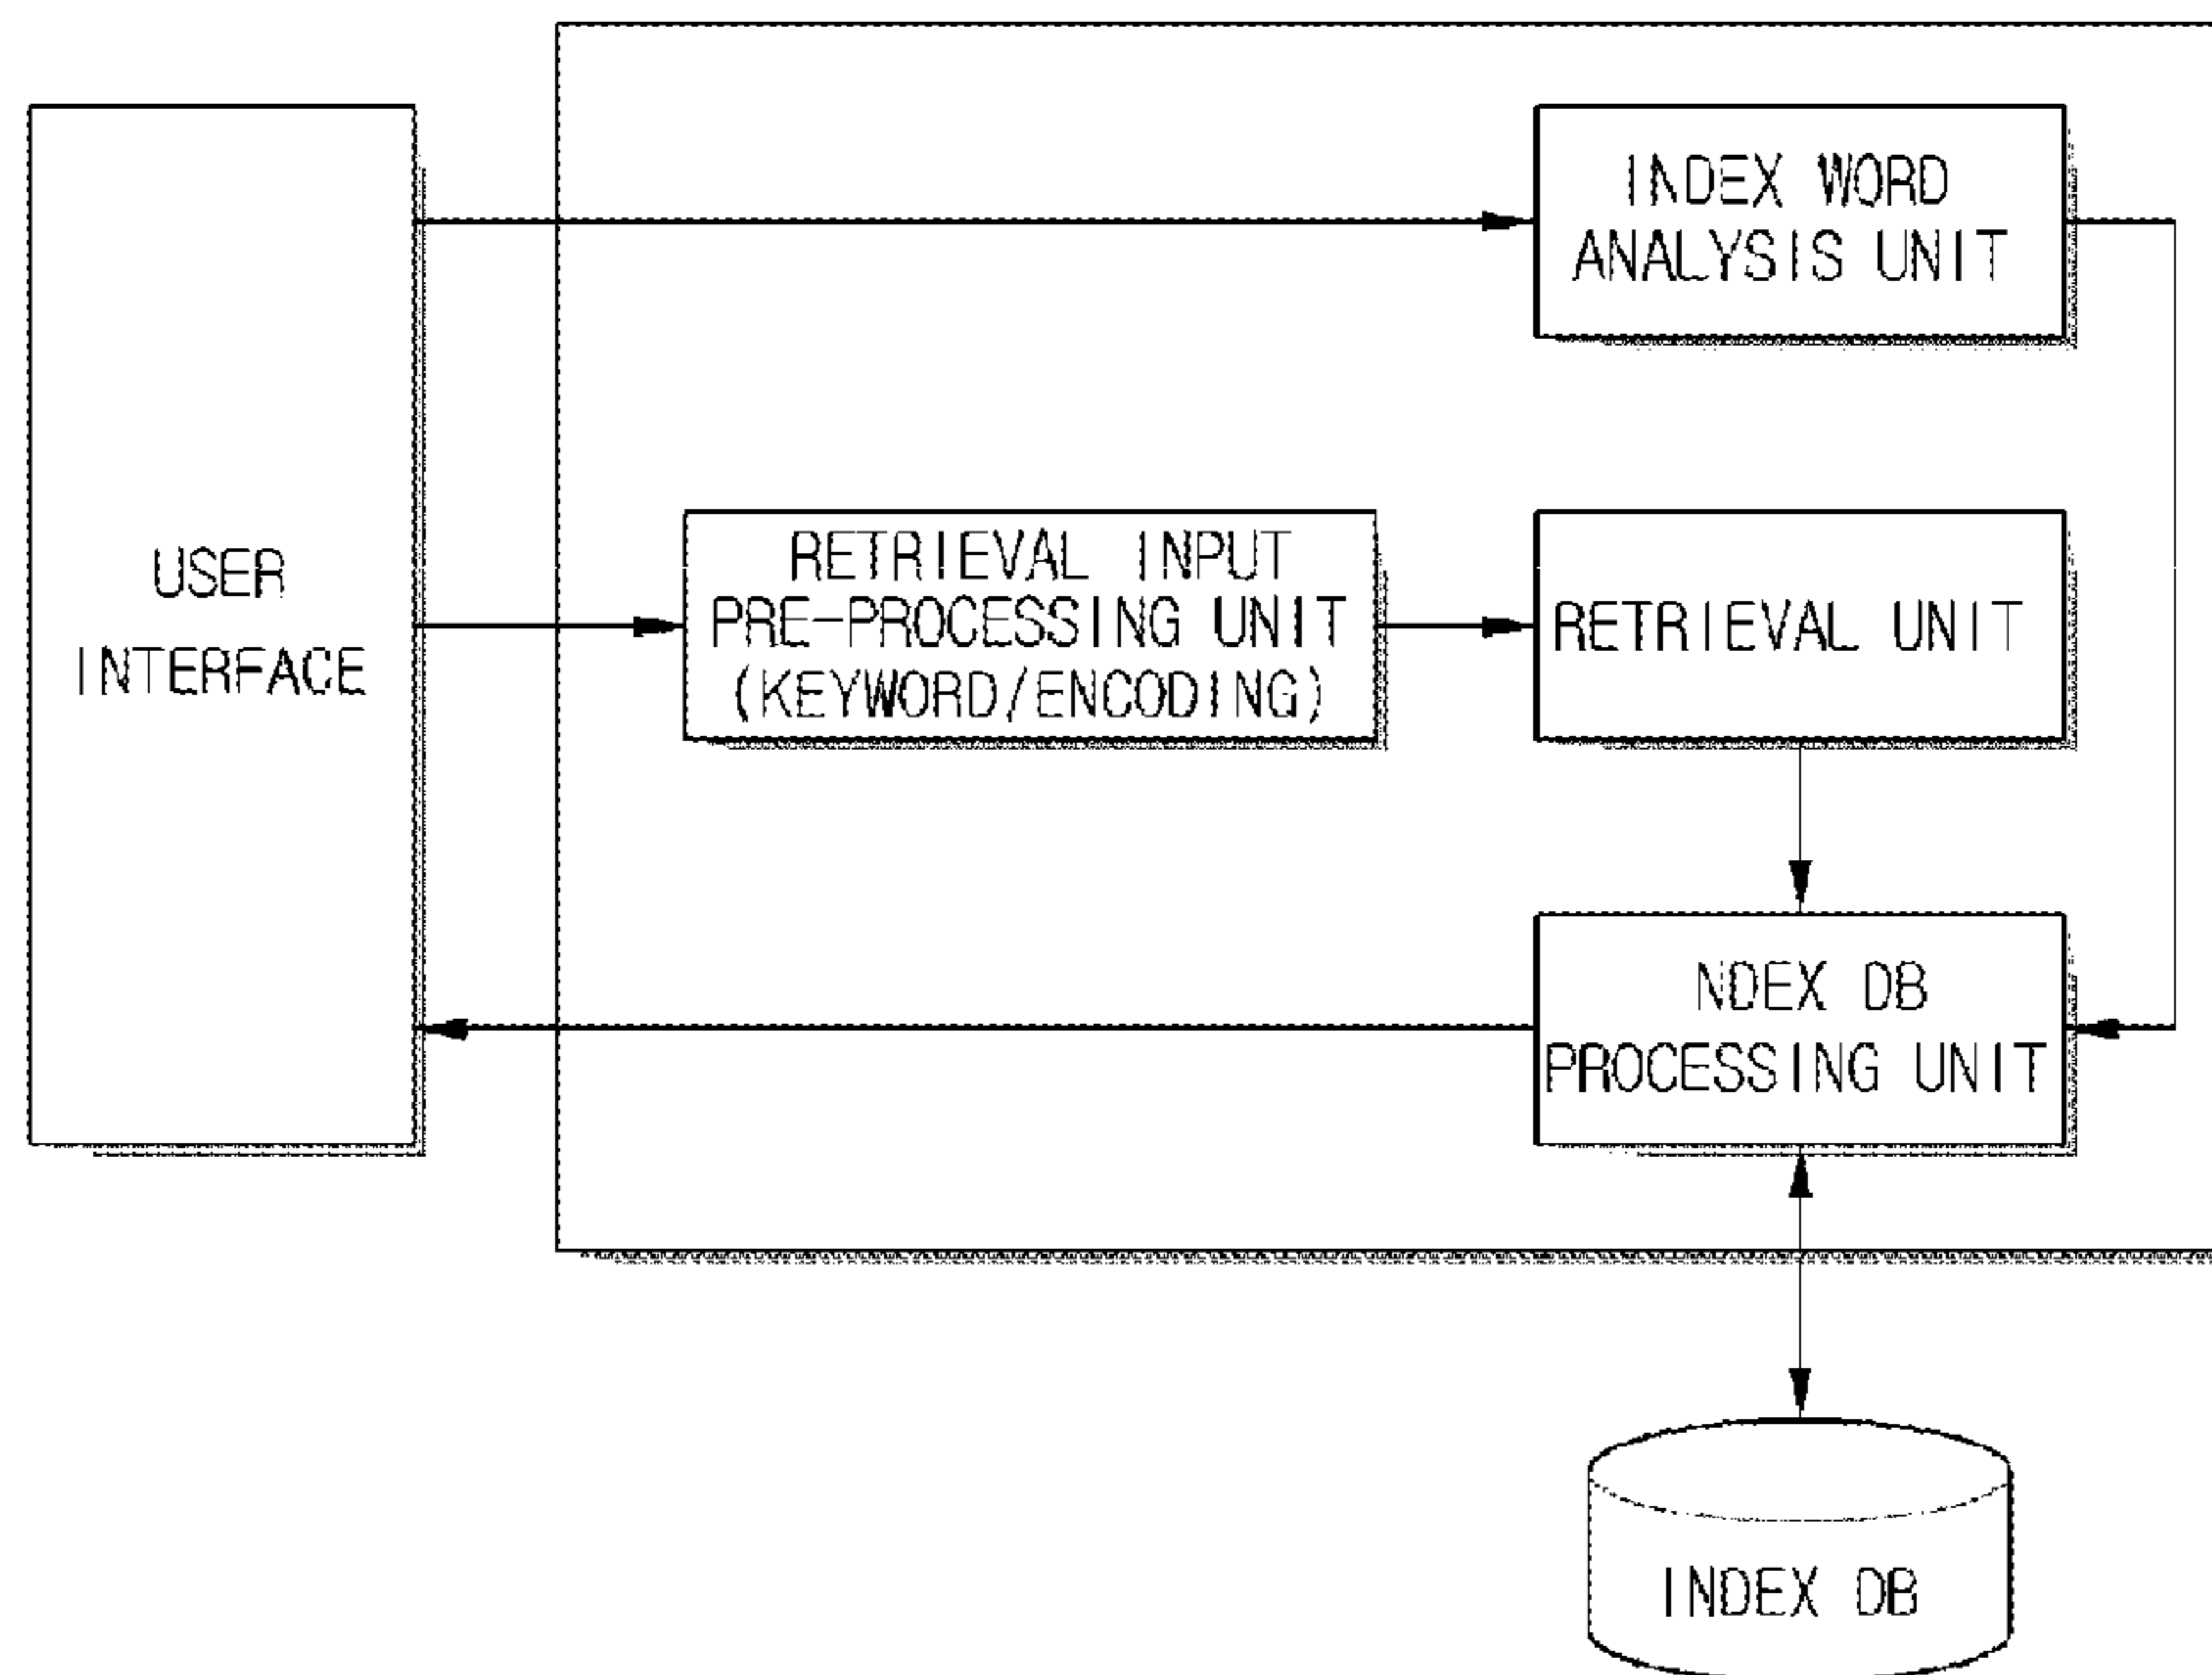 INDEX WORD
ANALYSIS UNIT
USER
INTERFACE
RETRIEVAL INPUT
PRE-PROCESSING UNIT
(KEYWORD/ENCODING)
RETRIEVAL UNIT
NDEX DB
PROCESSING UNIT
INDEX DB